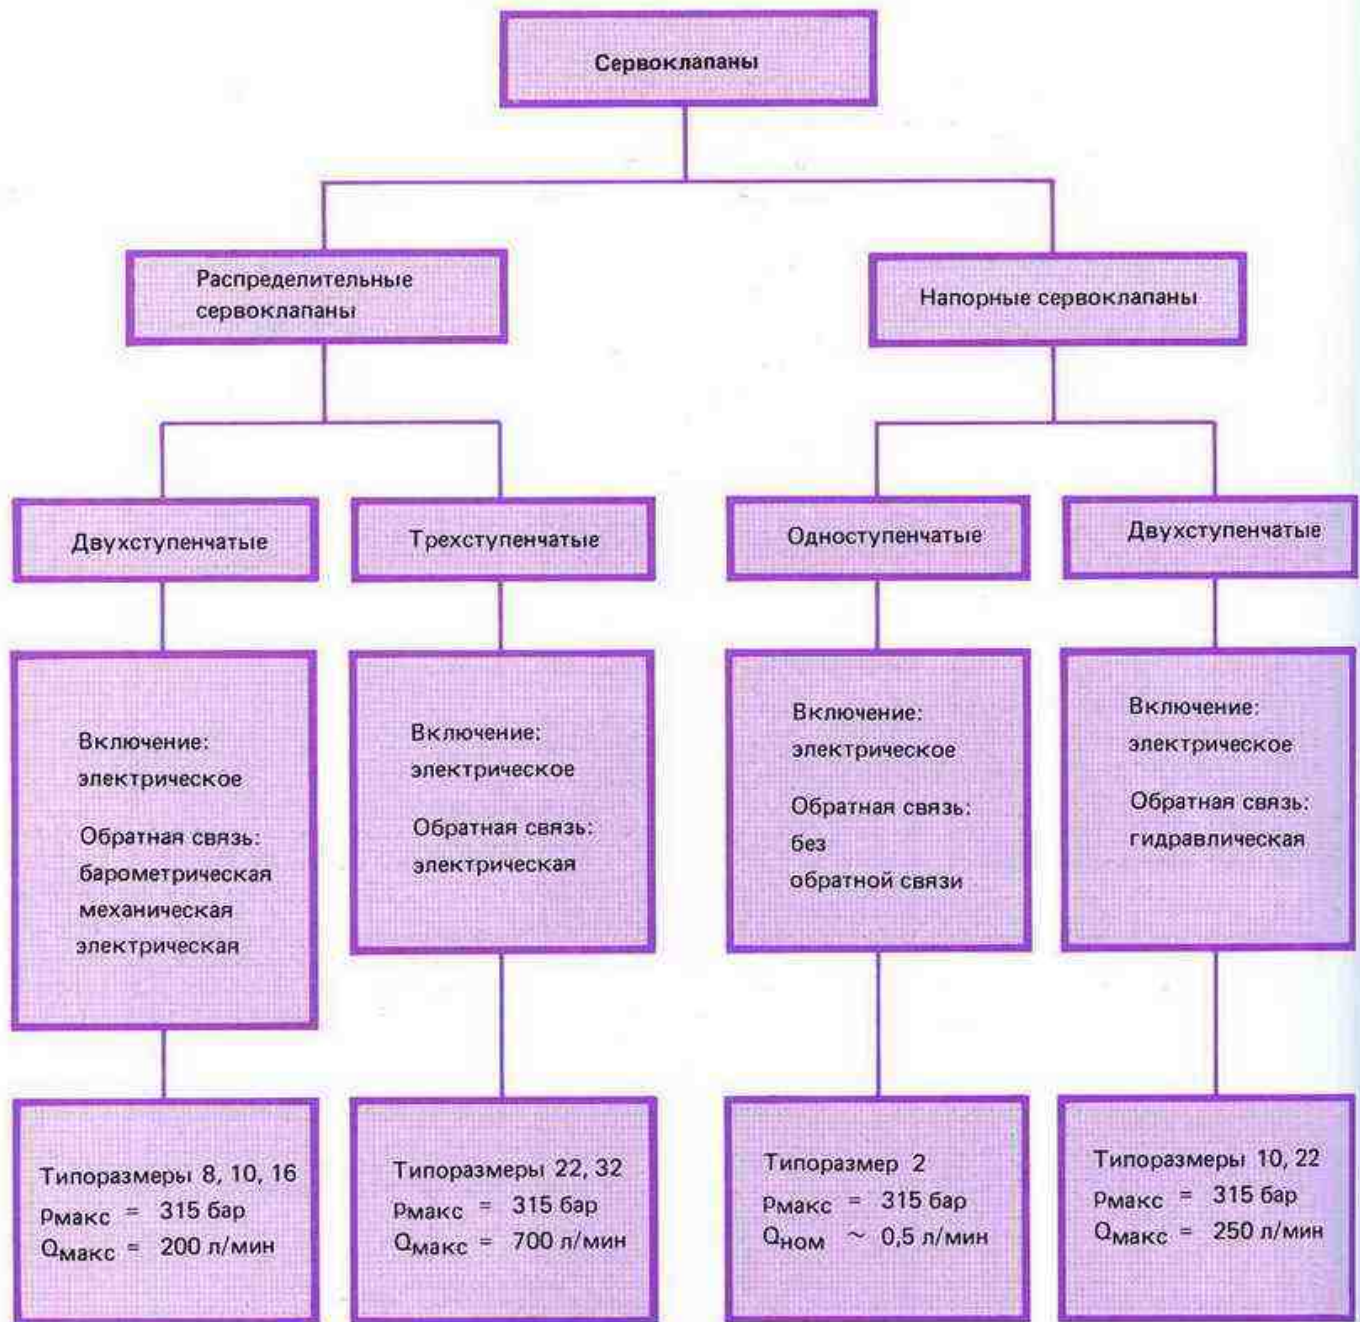 Сервоклапаны
Распределительные
сервоклапаны
Напорные сервоклапаны
Двухступенчатые
Трехступенчатые
Одноступенчатые
Двухступенчатые
Включение:
электрическое
Обратная связь:
барометрическая
механическая
электрическая
Включение:
электрическое
Обратная связь:
электрическая
Включение:
электрическое
Обратная связь:
без
обратной связи
Включение:
электрическое
Обратная связь:
гидравлическая
Типоразмеры 8, 10, 16
Pмакс = 315 бар
Qмакс = 200 л/мин
Типоразмеры 22, 32
Pмакс = 315 бар
Qмакс = 700 л/мин
Типоразмер 2
Pмакс = 315 бар
Qном ~ 0,5 л/мин
Типоразмеры 10, 22
Pмакс = 315 бар
Qмакс = 250 л/мин